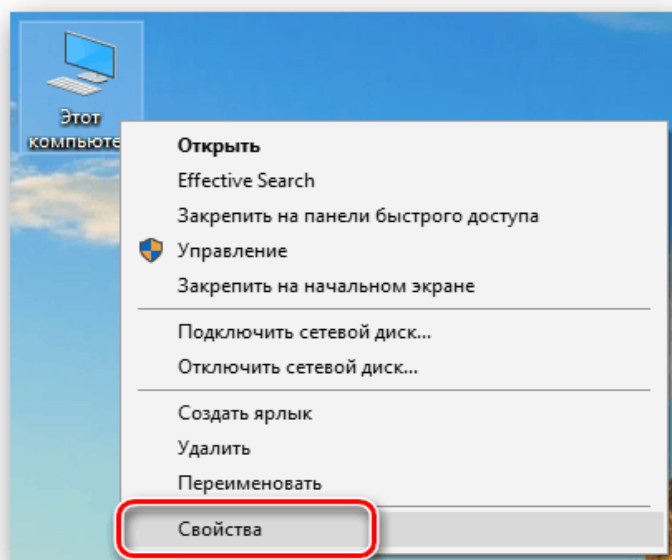 Этот
компьюте
Открыть
Effective Search
Закрепить на панели быстрого доступа
Управление
Закрепить на начальном экране
Подключить сетевой диск...
Отключить сетевой диск...
Создать ярлык
Удалить
Переименовать
Свойства